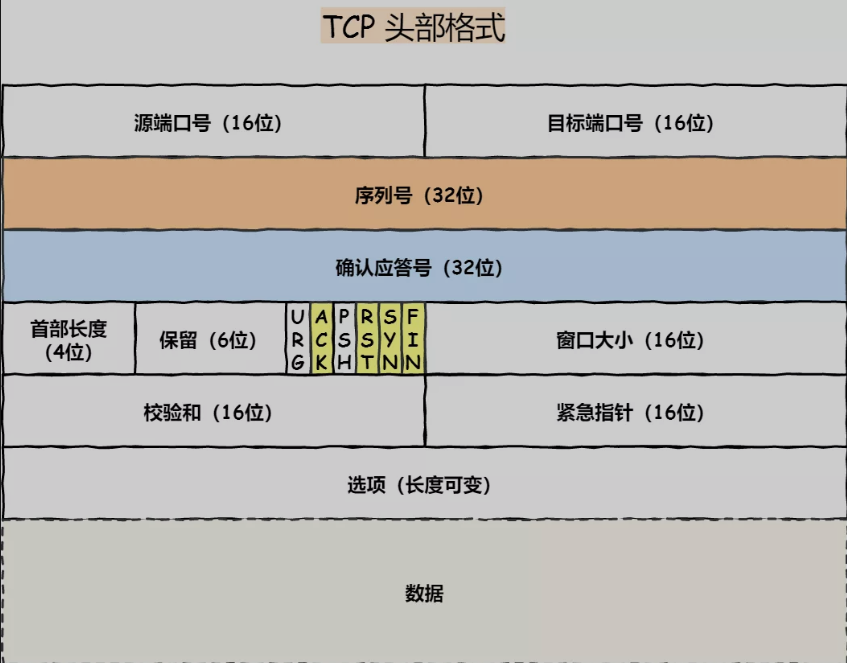 TCP 头部格式
源端口号（16位）
目标端口号（16位）
序列号（32位）
确认应答号（32位）
首部长度
（4位）
保留（6位）
URG
ACK
PSH
RST
SYN
FIN
窗口大小（16位）
校验和（16位）
紧急指针（16位）
选项（长度可变）
数据